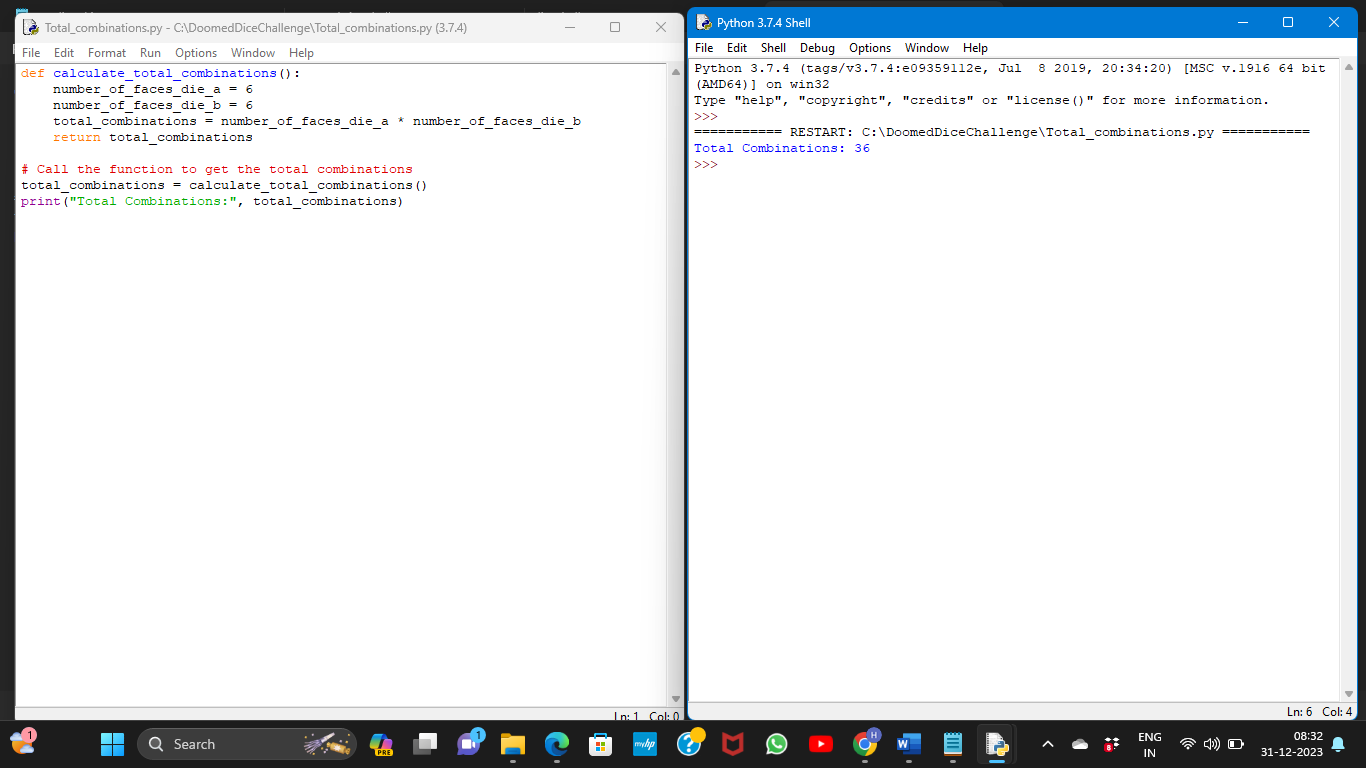 Total_combinations.py - C:\DoomedDiceChallenge\Total_combinations.py (3.7.4)
File Edit Format Run Options Window Help
def calculate_total_combinations():
    number_of_faces_die_a = 6
    number_of_faces_die_b = 6
    total_combinations = number_of_faces_die_a * number_of_faces_die_b
    return total_combinations

# Call the function to get the total combinations
total_combinations = calculate_total_combinations()
print("Total Combinations:", total_combinations)
Ln: 1 Col: 0
Python 3.7.4 Shell
File Edit Shell Debug Options Window Help
Python 3.7.4 (tags/v3.7.4:e09359112e, Jul  8 2019, 20:34:20) [MSC v.1916 64 bit
(AMD64)] on win32
Type "help", "copyright", "credits" or "license()" for more information.
>>>
=========== RESTART: C:\DoomedDiceChallenge\Total_combinations.py ===========
Total Combinations: 36
>>>
Ln: 6 Col: 4
1
Search
PRE
1
myhp
?
H
W
8
ENG
IN
08:32
31-12-2023